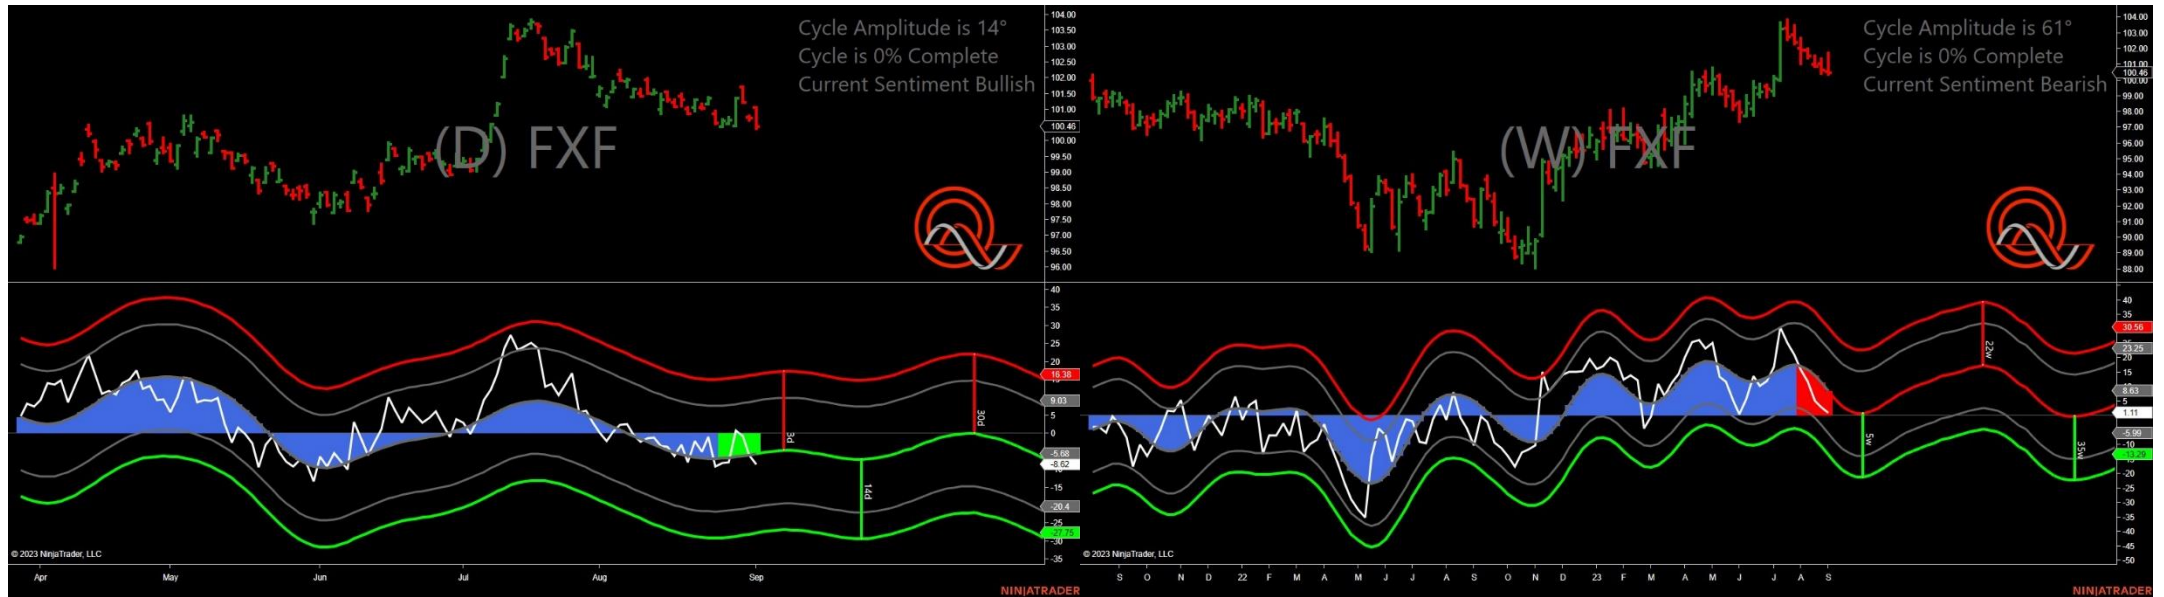 Cycle Amplitude is 14°
Cycle is 0% Complete
Current Sentiment Bullish
(D) FXF
104.00
103.50
103.00
102.50
102.00
101.50
101.00
100.46
100.00
99.50
99.00
98.50
98.00
97.50
97.00
96.50
96.00
40
35
30
25
20
16.38
9.03
5
0
-5.68
-8.62
-15
-20.4
-25
-27.75
-30
-35
3d
14d
30d
© 2023 NinjaTrader, LLC
Apr
May
Jun
Jul
Aug
Sep
NINJATRADER
Cycle Amplitude is 61°
Cycle is 0% Complete
Current Sentiment Bearish
(W) FXF
104.00
103.00
102.00
101.00
100.46
100.00
99.00
98.00
97.00
96.00
95.00
94.00
93.00
92.00
91.00
90.00
89.00
88.00
40
35
30.56
23.25
20
15
8.63
5
1.11
-5.99
-10
-13.29
-20
-25
-30
-35
-40
-45
-50
5w
22w
35w
© 2023 NinjaTrader, LLC
S O N D 22 F M A M J J A S O N D 23 F M A M J J A S
NINJATRADER